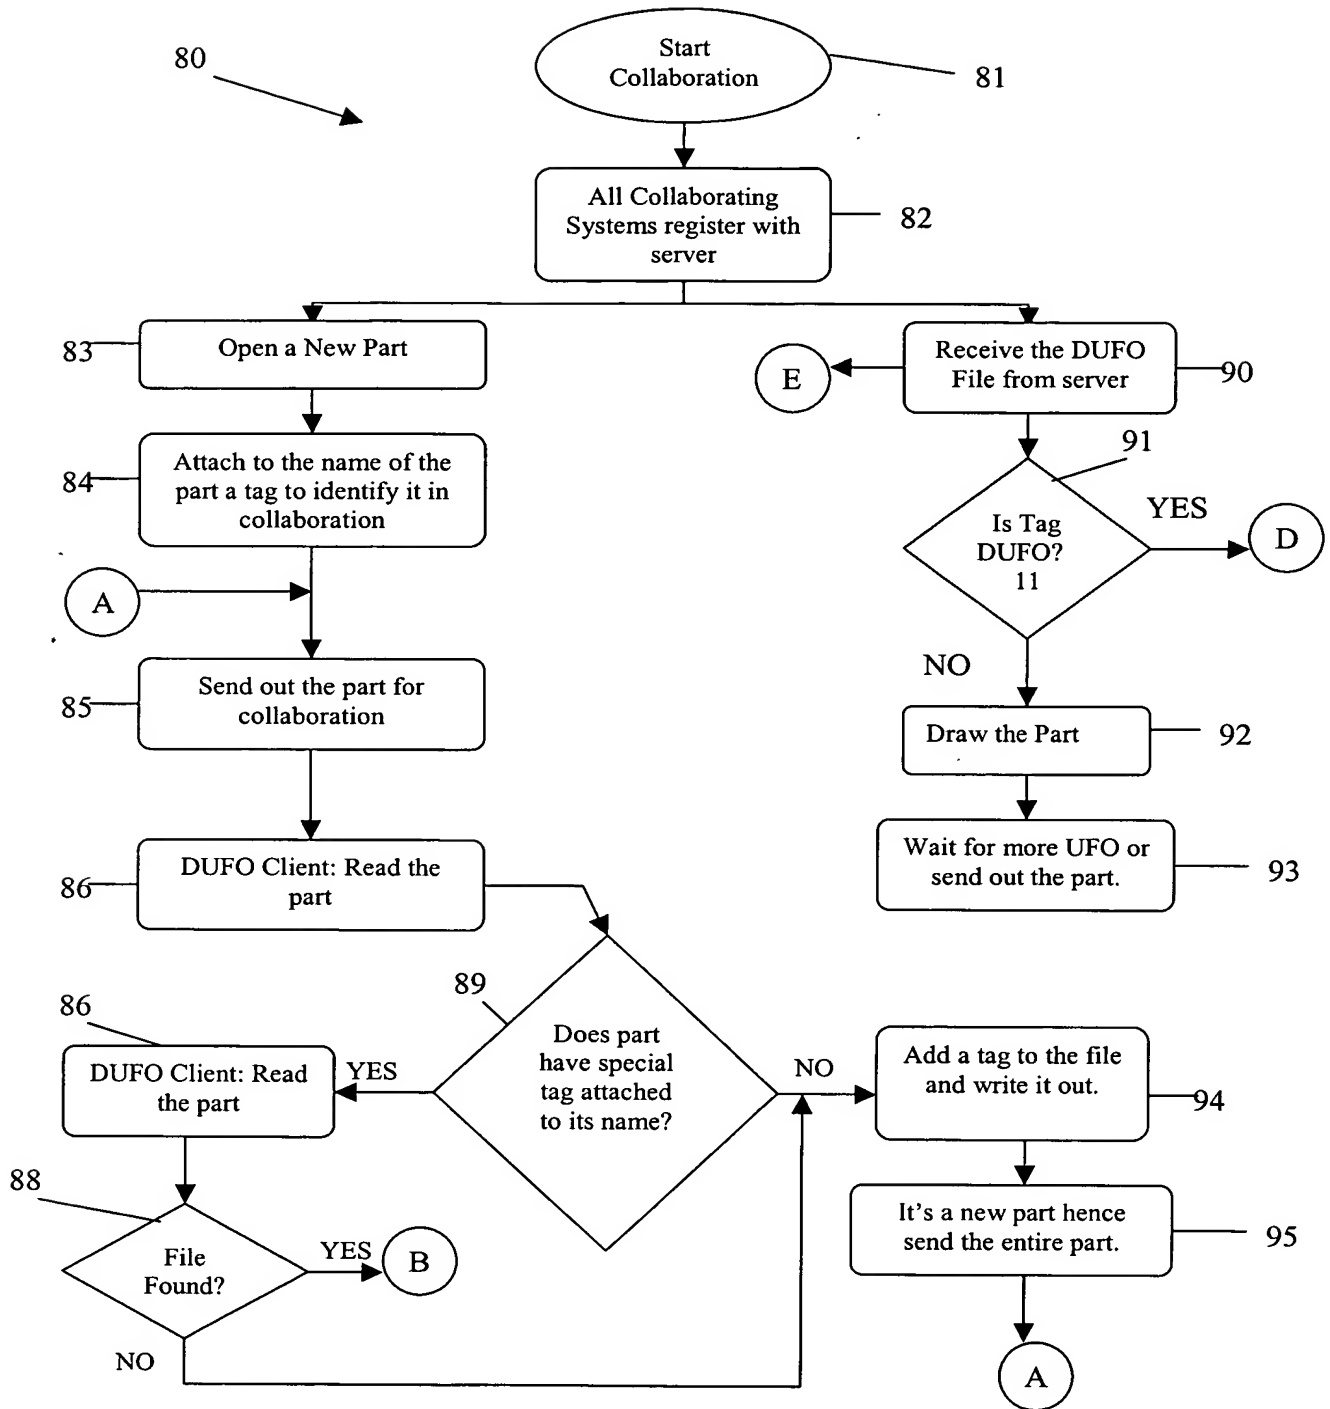 80
Start
Collaboration
81
All Collaborating
Systems register with
server
82
83
Open a New Part
E
Receive the DUFO
File from server
90
84
Attach to the name of the
part a tag to identify it in
collaboration
91
Is Tag
DUFO?
11
YES
D
A
NO
85
Send out the part for
collaboration
Draw the Part
92
86
DUFO Client: Read the
part
Wait for more UFO or
send out the part.
93
89
86
Does part
have special
tag attached
to its name?
DUFO Client: Read
the part
YES
NO
Add a tag to the file
and write it out.
94
88
File
Found?
YES
B
It's a new part hence
send the entire part.
95
NO
A